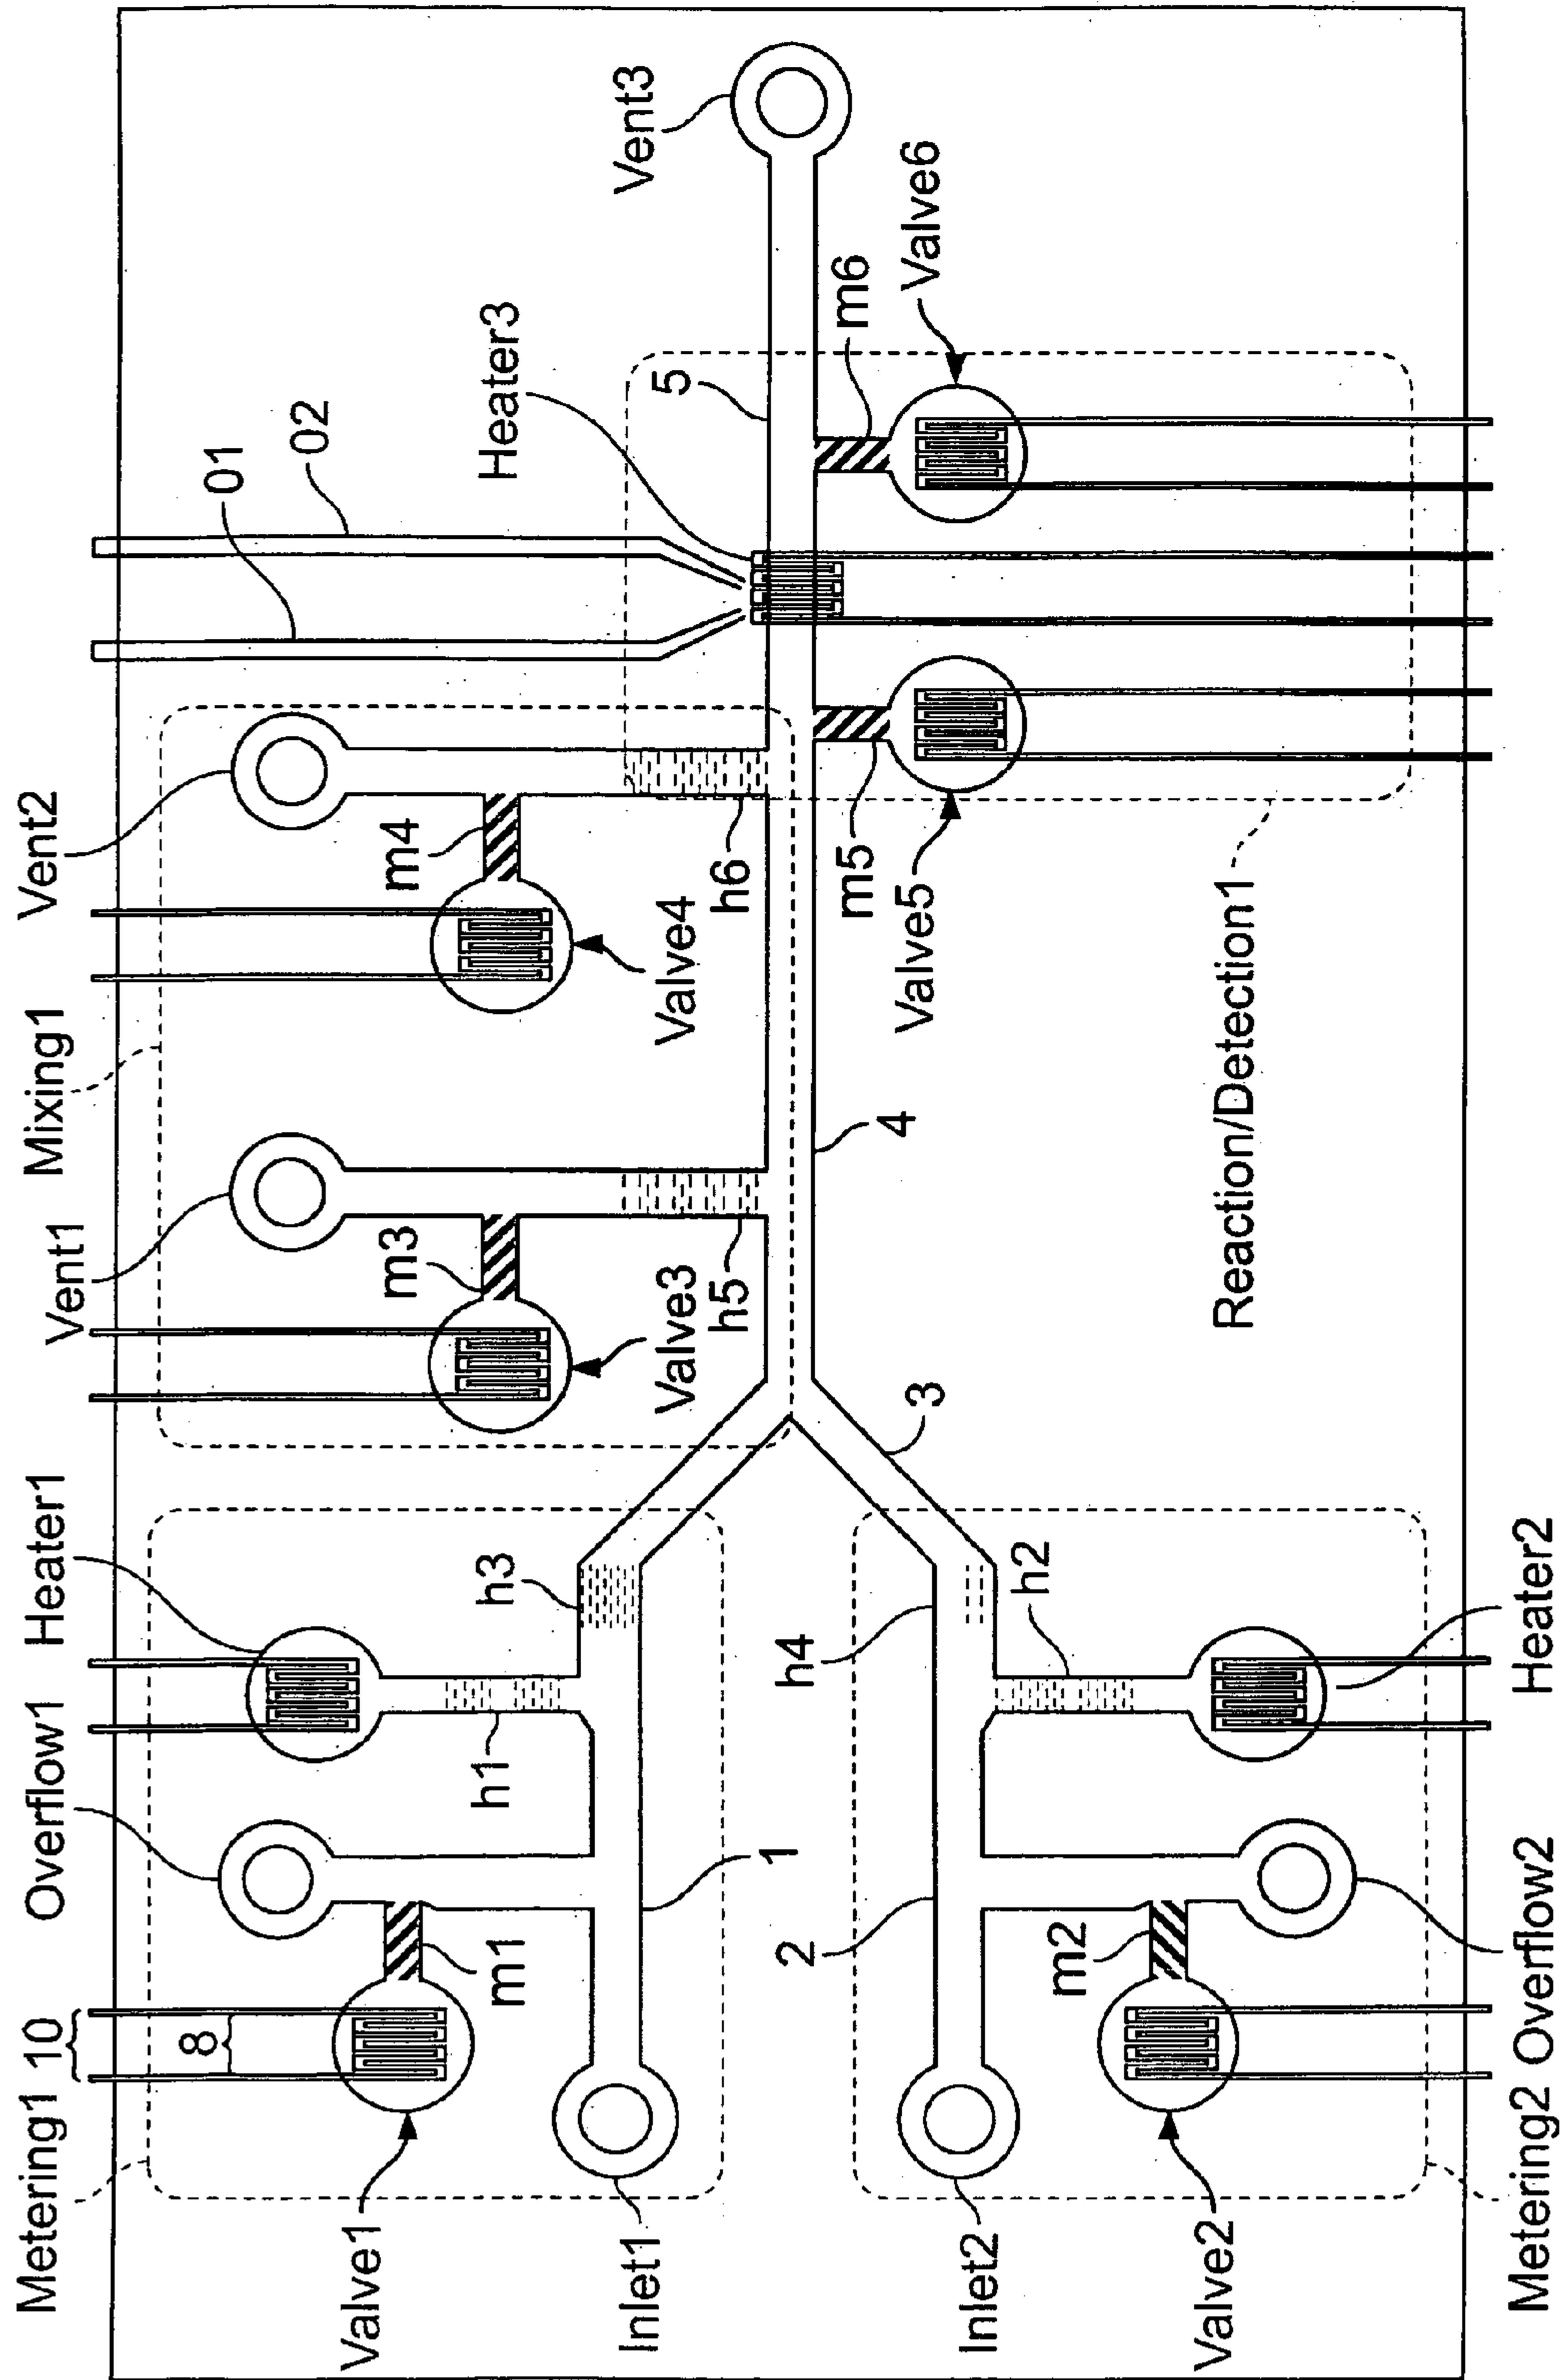 Metering1
10
Overflow1
Heater1
Vent1
Mixing1
Vent2
8
Valve1
m1
h1
h3
m3
Valve3
h5
m4
Valve4
h6
01
02
Heater3
5
Vent3
Inlet1
1
Inlet2
2
h4
3
4
m5
Valve5
m6
Valve6
Valve2
m2
h2
Reaction/Detection1
Metering2
Overflow2
Heater2